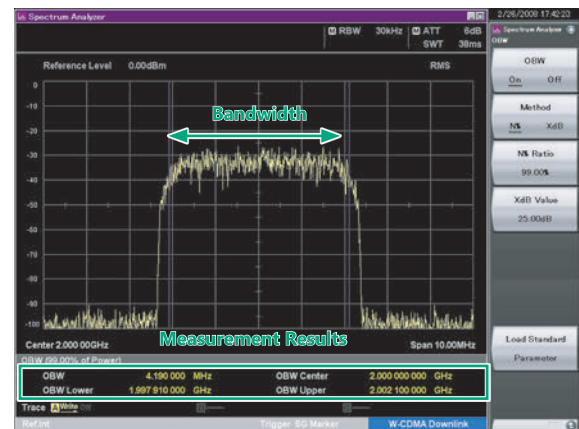 Spectrum Analyzer
2/26/2008 17:42:23
RBW 30kHz ATT 6dB
SWT 38ms
Spectrum Analyzer
OBW
Reference Level 0.00dBm RMS
OBW
On Off
Method
N% XdB
N% Ratio
99.00%
XdB Value
25.00dB
Load Standard
Parameter
0
-10
-20
-30
-40
-50
-60
-70
-80
-90
-100
Bandwidth
Measurement Results
Center 2.000 00GHz Span 10.00MHz
OBW (99.00% of Power)
OBW 4.190 000 MHz OBW Center 2.000 000 000 GHz
OBW Lower 1.997 910 000 GHz OBW Upper 2.002 100 000 GHz
Trace A Write Off
Ref.Int Trigger SG Marker W-CDMA Downlink